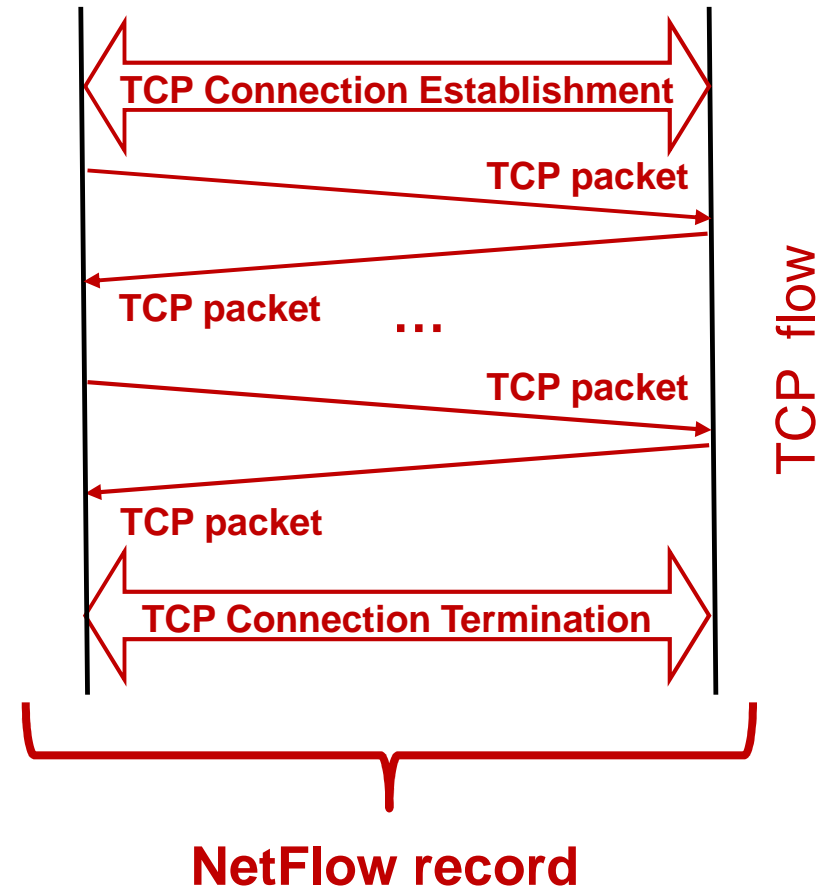 TCP Connection Establishment
TCP packet
TCP packet
...
TCP packet
TCP packet
TCP Connection Termination
TCP flow
NetFlow record